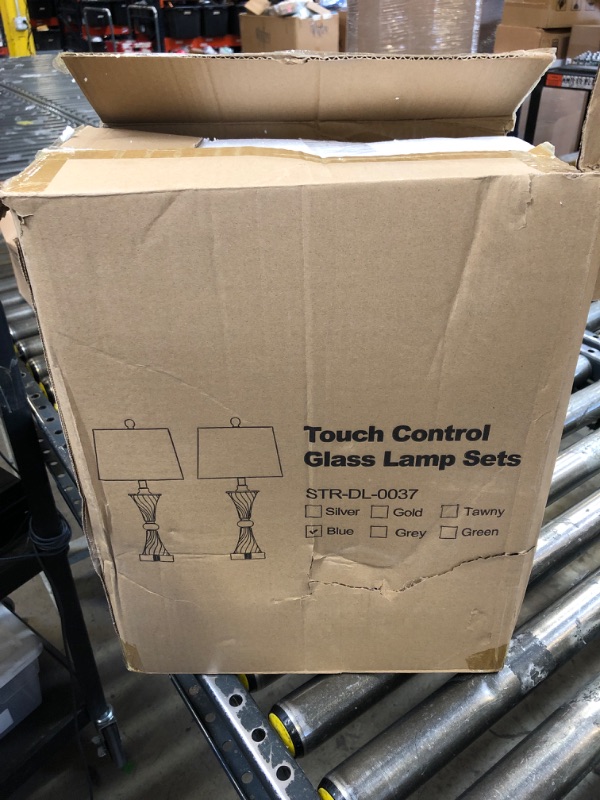 Touch Control
Glass Lamp Sets
STR-DL-0037
Silver Gold Tawny
Blue Grey Green